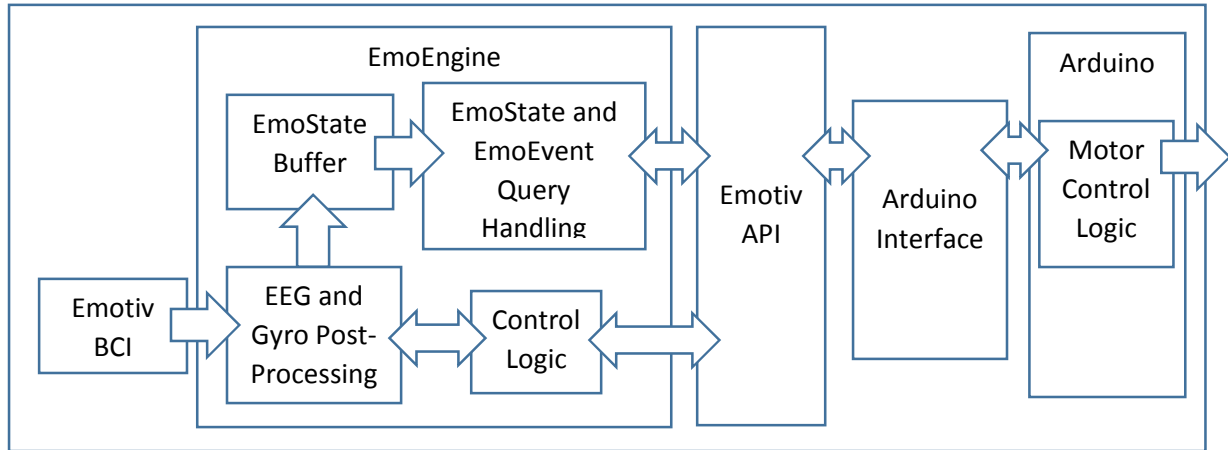 EmoEngine
EmoState
Buffer
EmoState and
EmoEvent
Query
Handling
Emotiv
BCI
EEG and
Gyro Post-
Processing
Control
Logic
Emotiv
API
Arduino
Interface
Arduino
Motor
Control
Logic